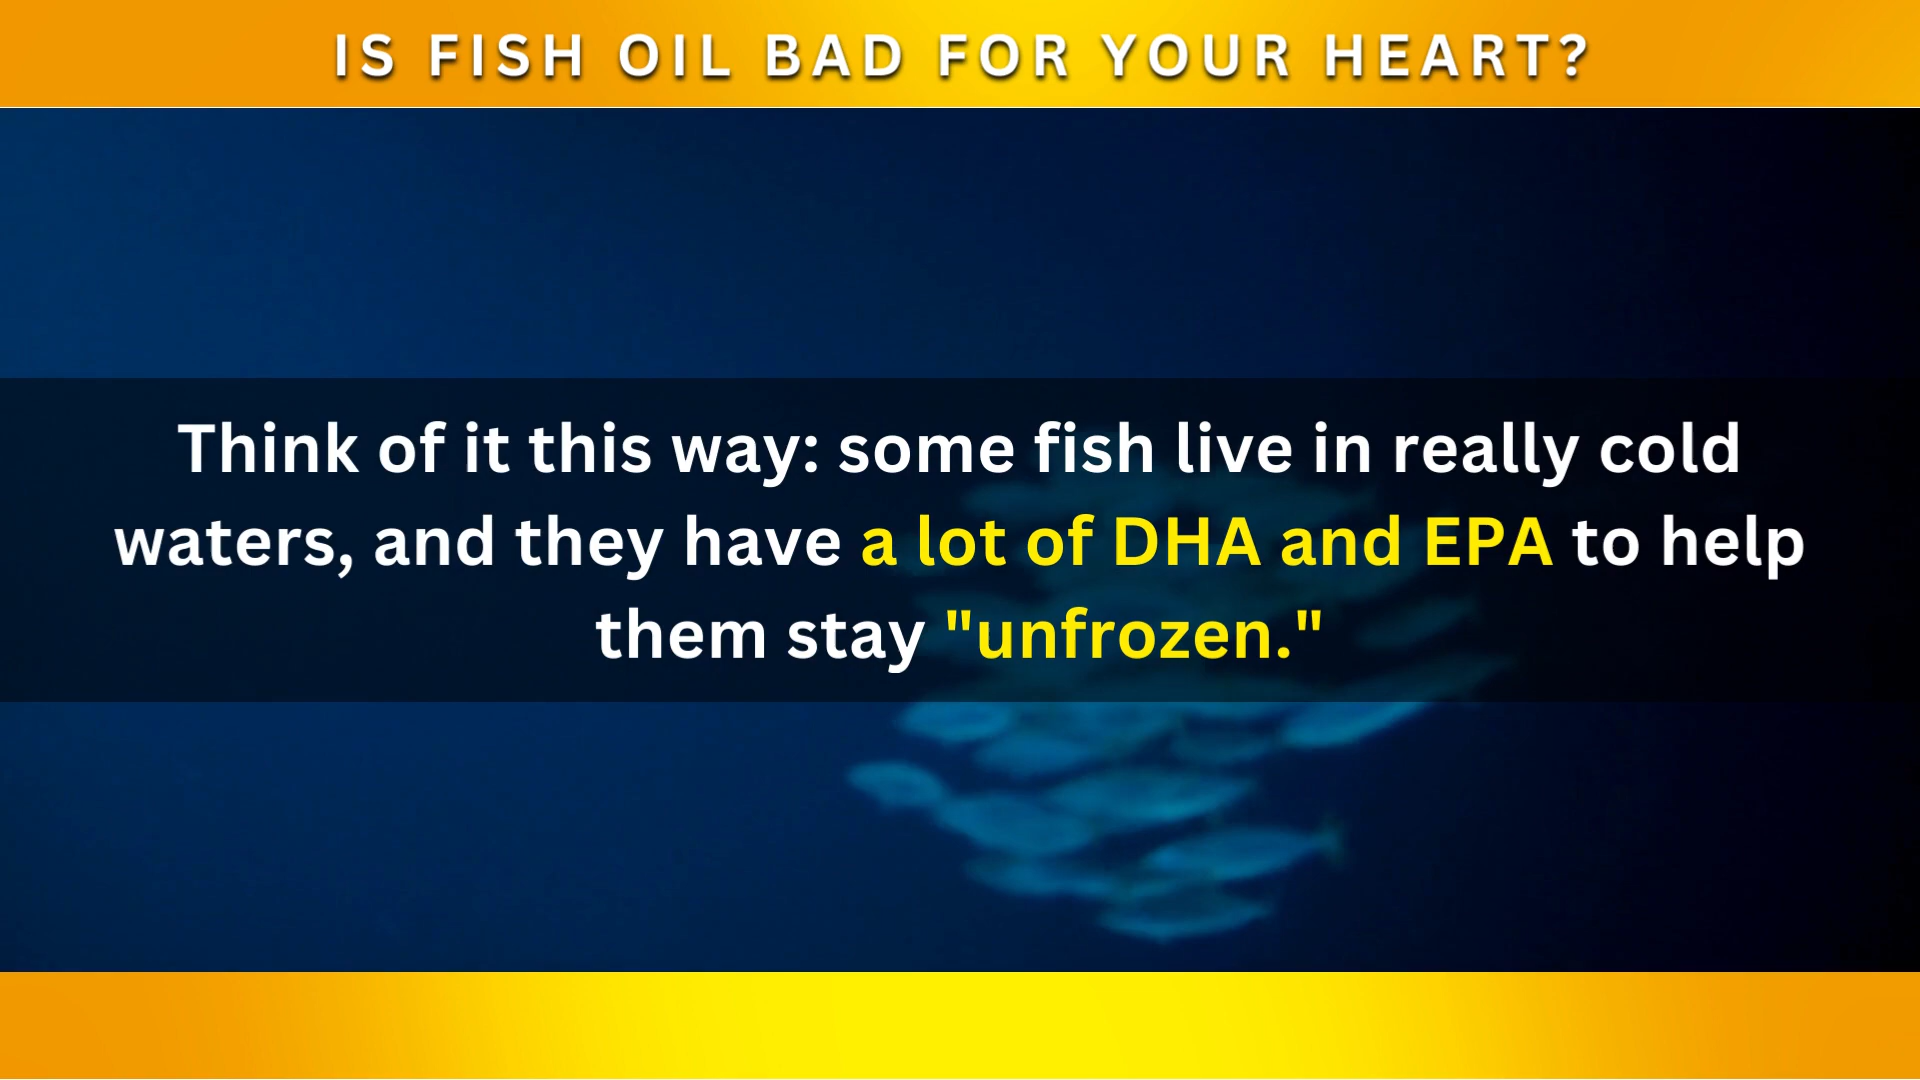 IS FISH OIL BAD FOR YOUR HEART?
Think of it this way: some fish live in really cold
waters, and they have a lot of DHA and EPA to help
them stay "unfrozen."